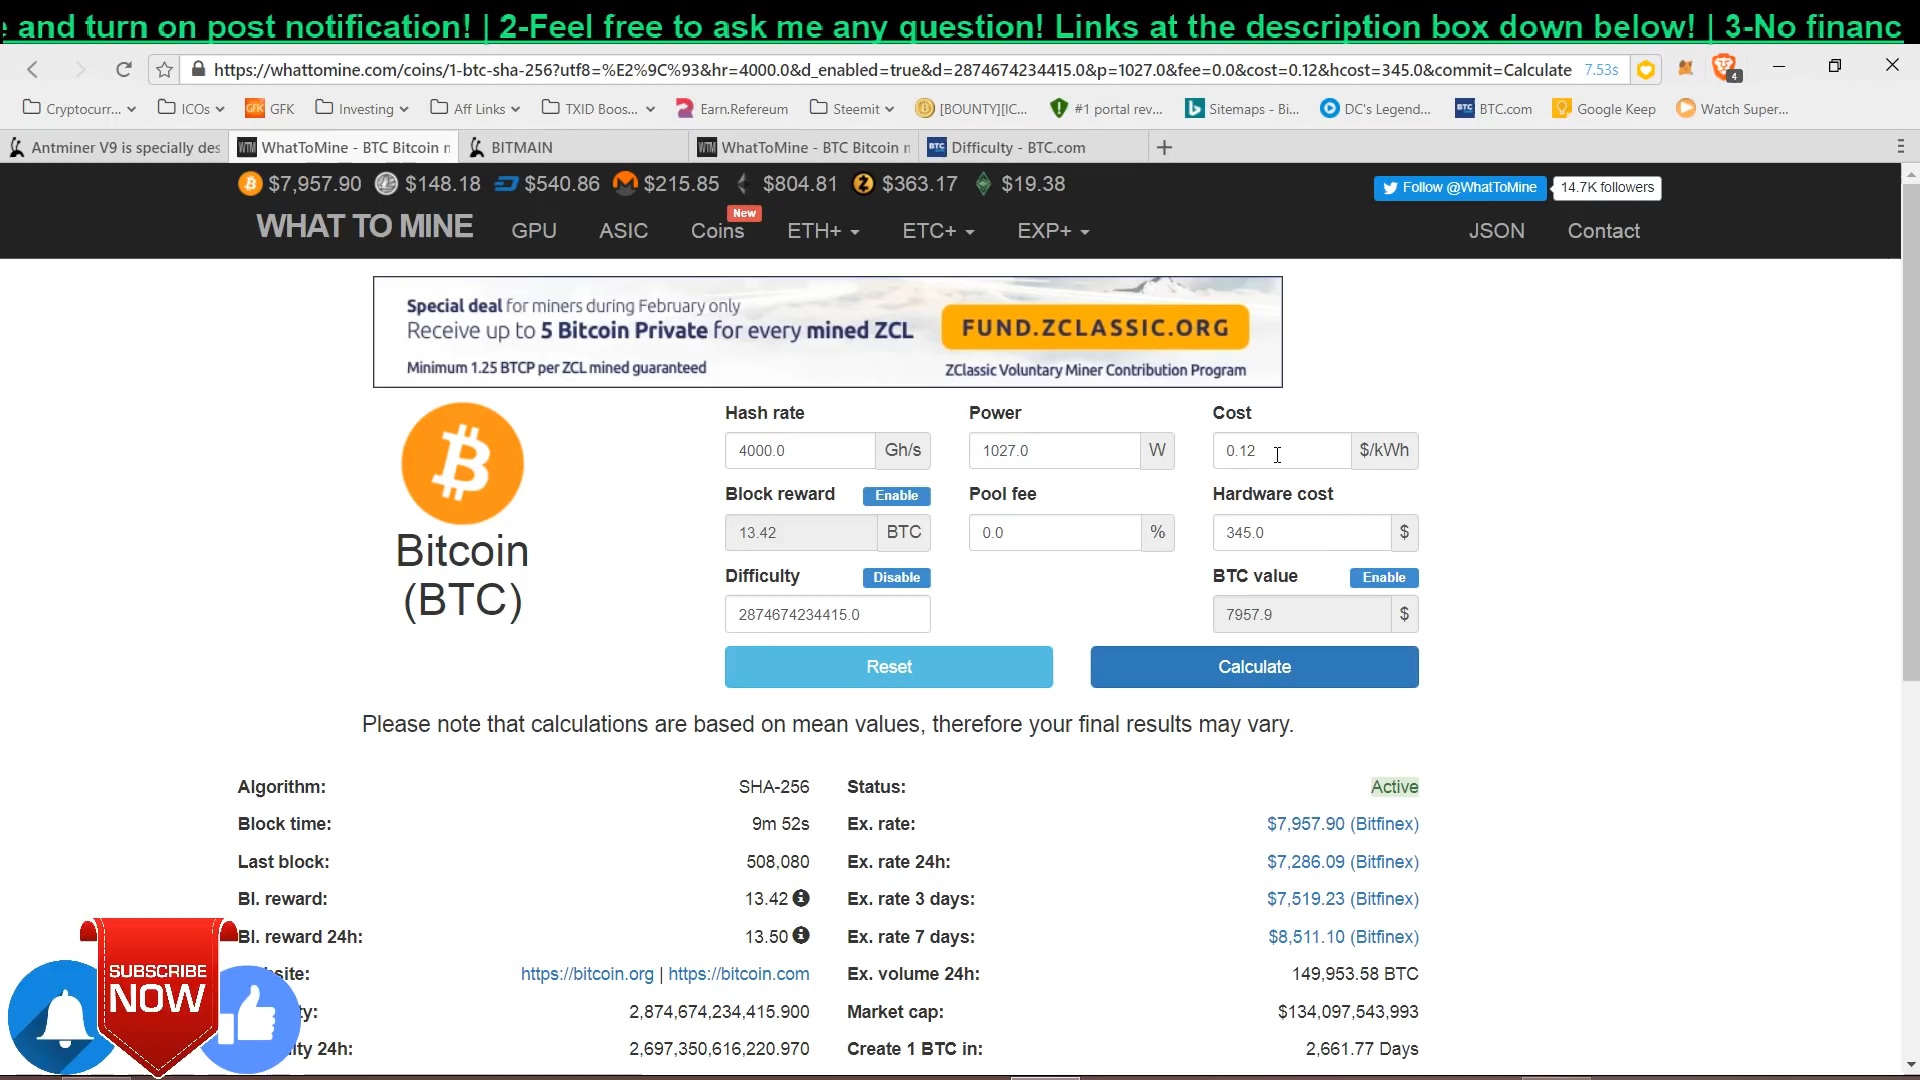 and turn on post notification! | 2-Feel free to ask me any question! Links at the description box down below! | 3-No financ
https://whattomine.com/coins/1-btc-sha-256?utf8=%E2%9C%93&hr=4000.0&d_enabled=true&d=2874674234415.0&p=1027.0&fee=0.0&cost=0.12&hcost=345.0&commit=Calculate 7.53s 4
Cryptocurr... ICOs GFK GFK Investing Aff Links TXID Boos... Earn.Refereum Steemit [BOUNTY][IC... #1 portal rev... Sitemaps - Bi... DC's Legend... BTC BTC.com Google Keep Watch Super...
Antminer V9 is specially des WTM WhatToMine - BTC Bitcoin n BITMAIN WTM WhatToMine - BTC Bitcoin n BTC Difficulty - BTC.com
$7,957.90 $148.18 $540.86 $215.85 $804.81 $363.17 $19.38 Follow @WhatToMine 14.7K followers
New
WHAT TO MINE GPU ASIC Coins ETH+ ETC+ EXP+ JSON Contact
Special deal for miners during February only
Receive up to 5 Bitcoin Private for every mined ZCL FUND.ZCLASSIC.ORG
Minimum 1.25 BTCP per ZCL mined guaranteed ZClassic Voluntary Miner Contribution Program
Hash rate Power Cost
4000.0 Gh/s 1027.0 W 0.12 $/kWh
Block reward Enable Pool fee Hardware cost
13.42 BTC 0.0 % 345.0 $
Bitcoin
(BTC)
Difficulty Disable BTC value Enable
2874674234415.0 7957.9 $
Reset Calculate
Please note that calculations are based on mean values, therefore your final results may vary.
Algorithm: SHA-256 Status: Active
Block time: 9m 52s Ex. rate: $7,957.90 (Bitfinex)
Last block: 508,080 Ex. rate 24h: $7,286.09 (Bitfinex)
Bl. reward: 13.42 Ex. rate 3 days: $7,519.23 (Bitfinex)
Bl. reward 24h: 13.50 Ex. rate 7 days: $8,511.10 (Bitfinex)
site: https://bitcoin.org | https://bitcoin.com Ex. volume 24h: 149,953.58 BTC
ty: 2,874,674,234,415.900 Market cap: $134,097,543,993
lty 24h: 2,697,350,616,220.970 Create 1 BTC in: 2,661.77 Days
SUBSCRIBE
NOW